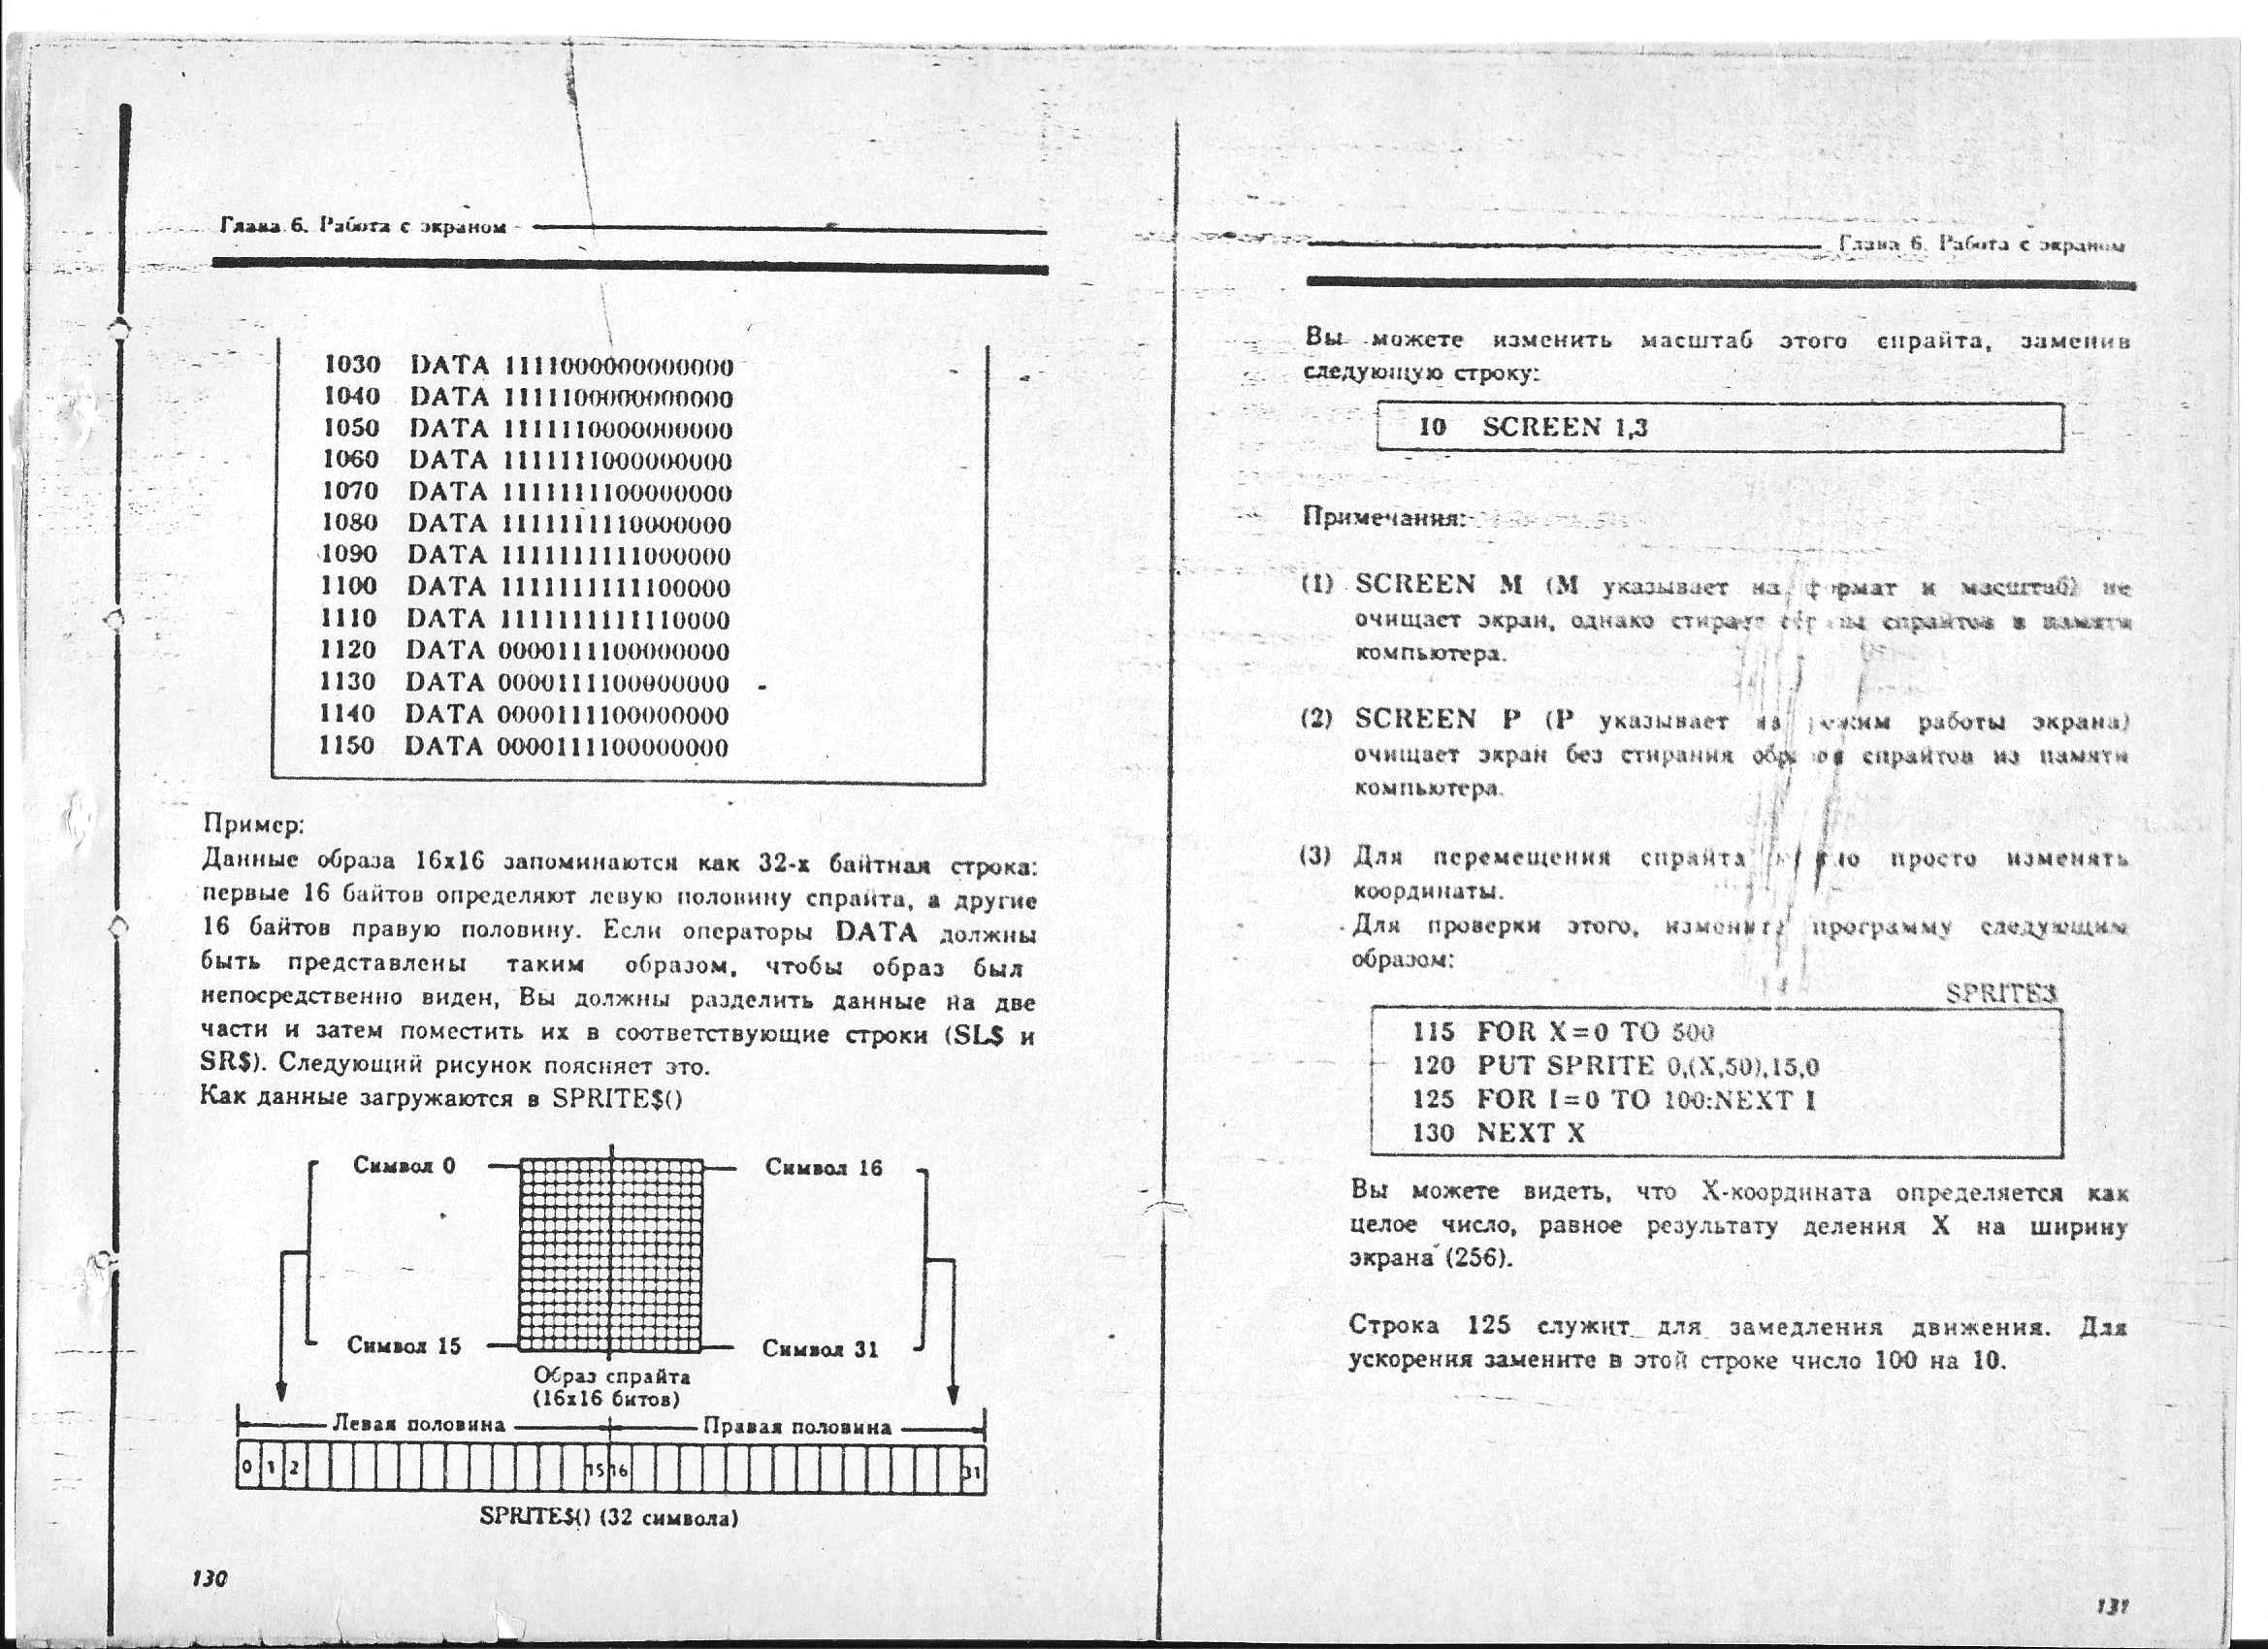 Глава 6. Работа с экраном
1030 DATA 1111000000000000
1040 DATA 1111100000000000
1050 DATA 1111110000000000
1060 DATA 1111111000000000
1070 DATA 1111111100000000
1080 DATA 1111111110000000
1090 DATA 1111111111000000
1100 DATA 1111111111100000
1110 DATA 1111111111110000
1120 DATA 0000111100000000
1130 DATA 0000111100000000
1140 DATA 0000111100000000
1150 DATA 0000111100000000
Пример:
Данные образа 16x16 запоминаются как 32-х байтная строка:
первые 16 байтов определяют левую половину спрайта, а другие
16 байтов правую половину. Если операторы DATA должны
быть представлены таким образом, чтобы образ был
непосредственно виден, Вы должны разделить данные на две
части и затем поместить их в соответствующие строки (SL$ и
SR$). Следующий рисунок поясняет это.
Как данные загружаются в SPRITE$()
Символ 0
Символ 16
Символ 15
Символ 31
Образ спрайта
(16x16 битов)
Левая половина
Правая половина
0 1 2 15 16 31
SPRITE$() (32 символа)
130
Глава 6. Работа с экраном
Вы можете изменить масштаб этого спрайта, заменив
следующую строку:
10 SCREEN 1,3
Примечания:
(1) SCREEN M (M указывает на формат и масштаб) не
очищает экран, однако стирает образы спрайтов в памяти
компьютера.
(2) SCREEN P (P указывает на режим работы экрана)
очищает экран без стирания образов спрайтов из памяти
компьютера.
(3) Для перемещения спрайта просто изменять
координаты.
Для проверки этого, измените программу следующим
образом:
SPRITE3
115 FOR X=0 TO 500
120 PUT SPRITE 0,(X,50),15,0
125 FOR I=0 TO 100:NEXT I
130 NEXT X
Вы можете видеть, что X-координата определяется как
целое число, равное результату деления X на ширину
экрана (256).
Строка 125 служит для замедления движения. Для
ускорения замените в этой строке число 100 на 10.
131